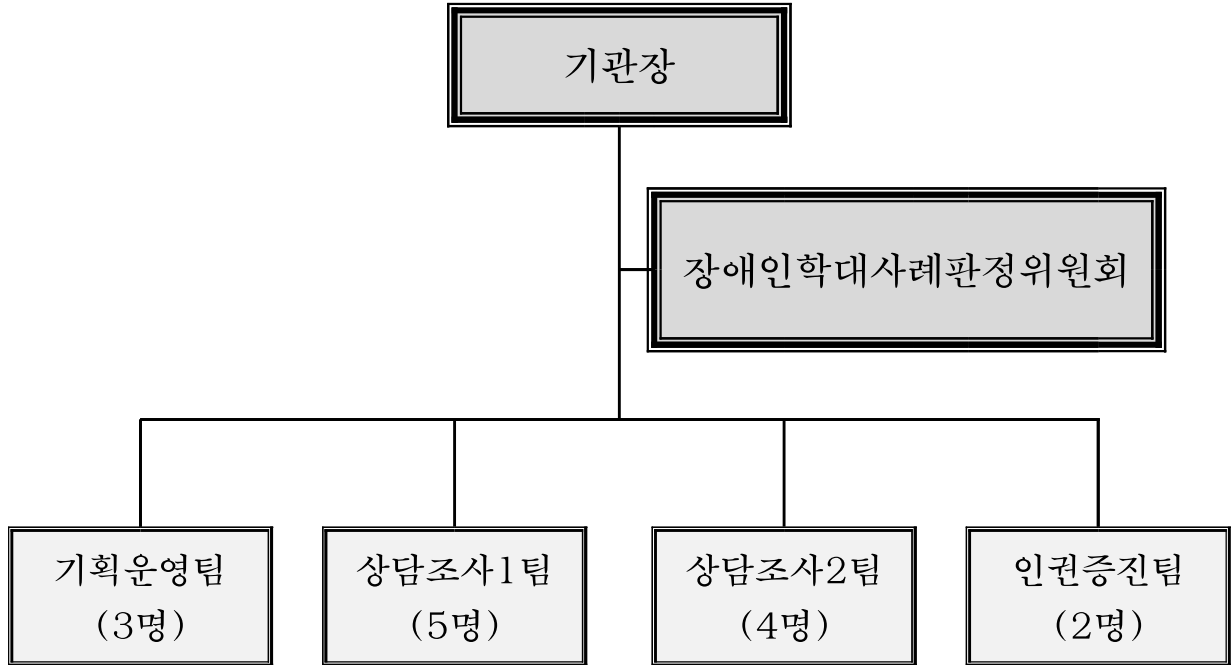 기관장
장애인학대사례판정위원회
기획운영팀
(3명)
상담조사1팀
(5명)
상담조사2팀
(4명)
인권증진팀
(2명)